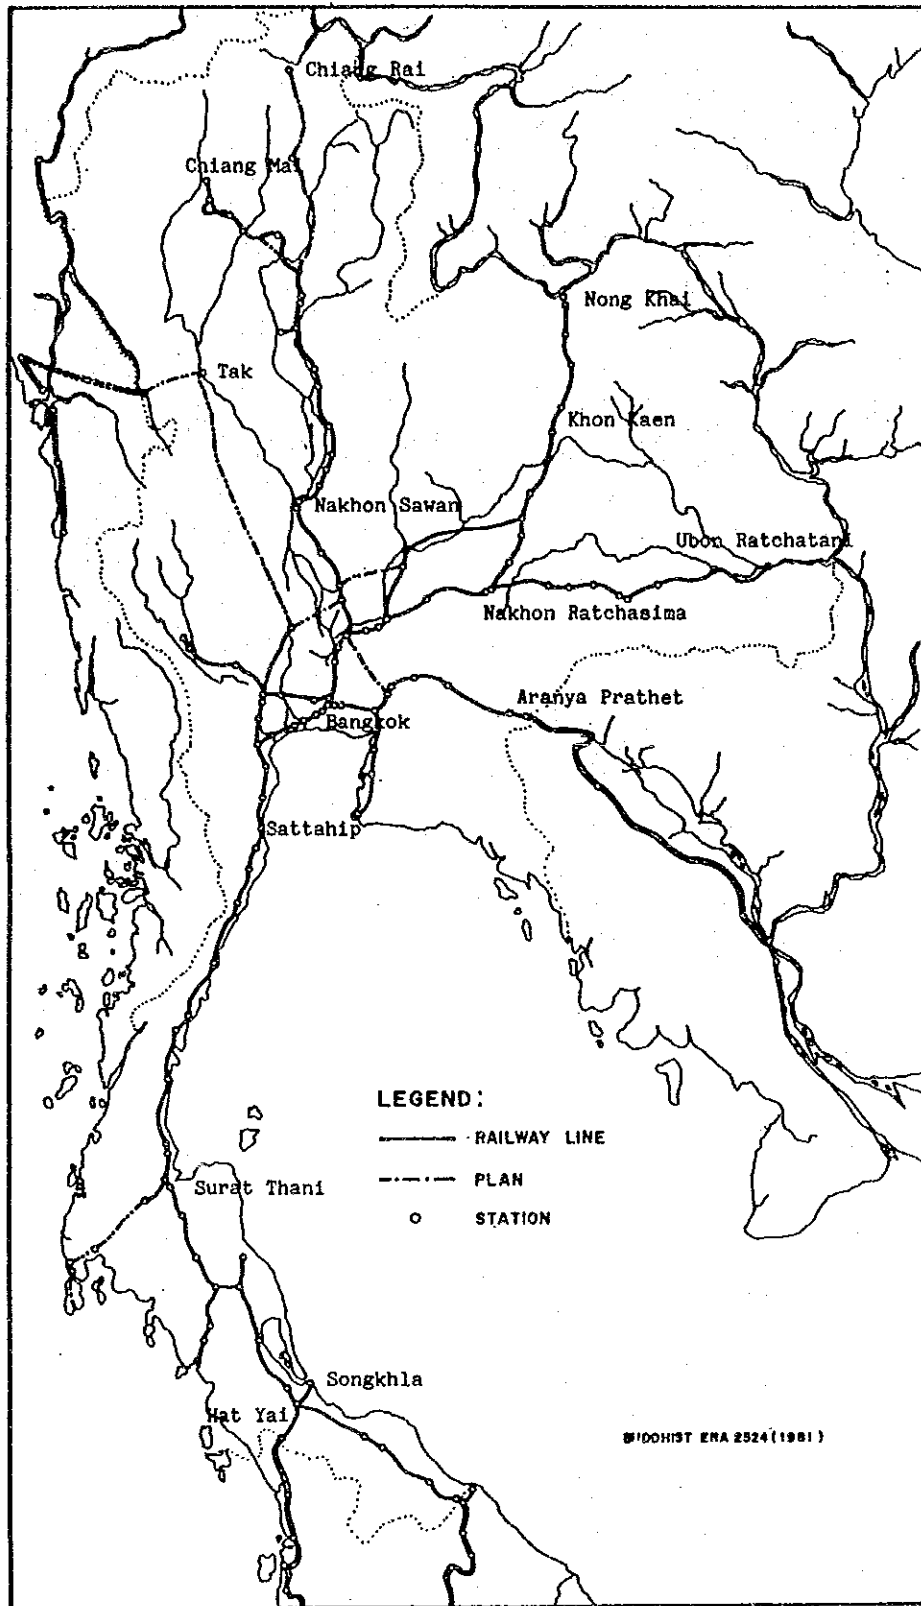 Chiang Rai
Chiang Mai
Nong Khai
Tak
Khon Kaen
Nakhon Sawan
Ubon Ratchatani
Nakhon Ratchasima
Aranya Prathet
Bangkok
Sattahip
LEGEND:
RAILWAY LINE
PLAN
STATION
Surat Thani
Songkhla
Hat Yai
BUDDHIST ERA 2524 (1981)